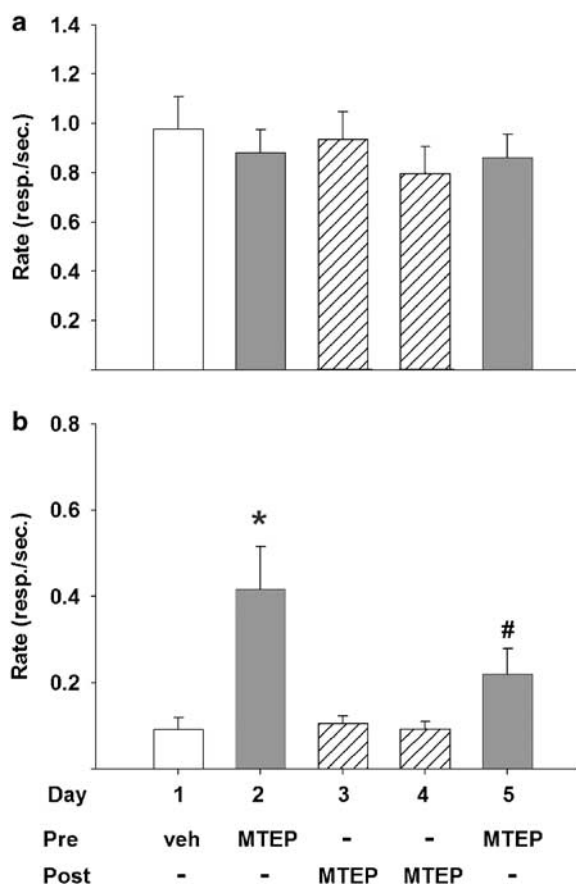 a
1.4
1.2
1.0
0.8
0.6
0.4
0.2
Rate (resp./sec.)
b
0.8
0.6
0.4
0.2
Rate (resp./sec.)
*
#
Day 1 2 3 4 5
Pre veh MTEP - - MTEP
Post - - MTEP MTEP -